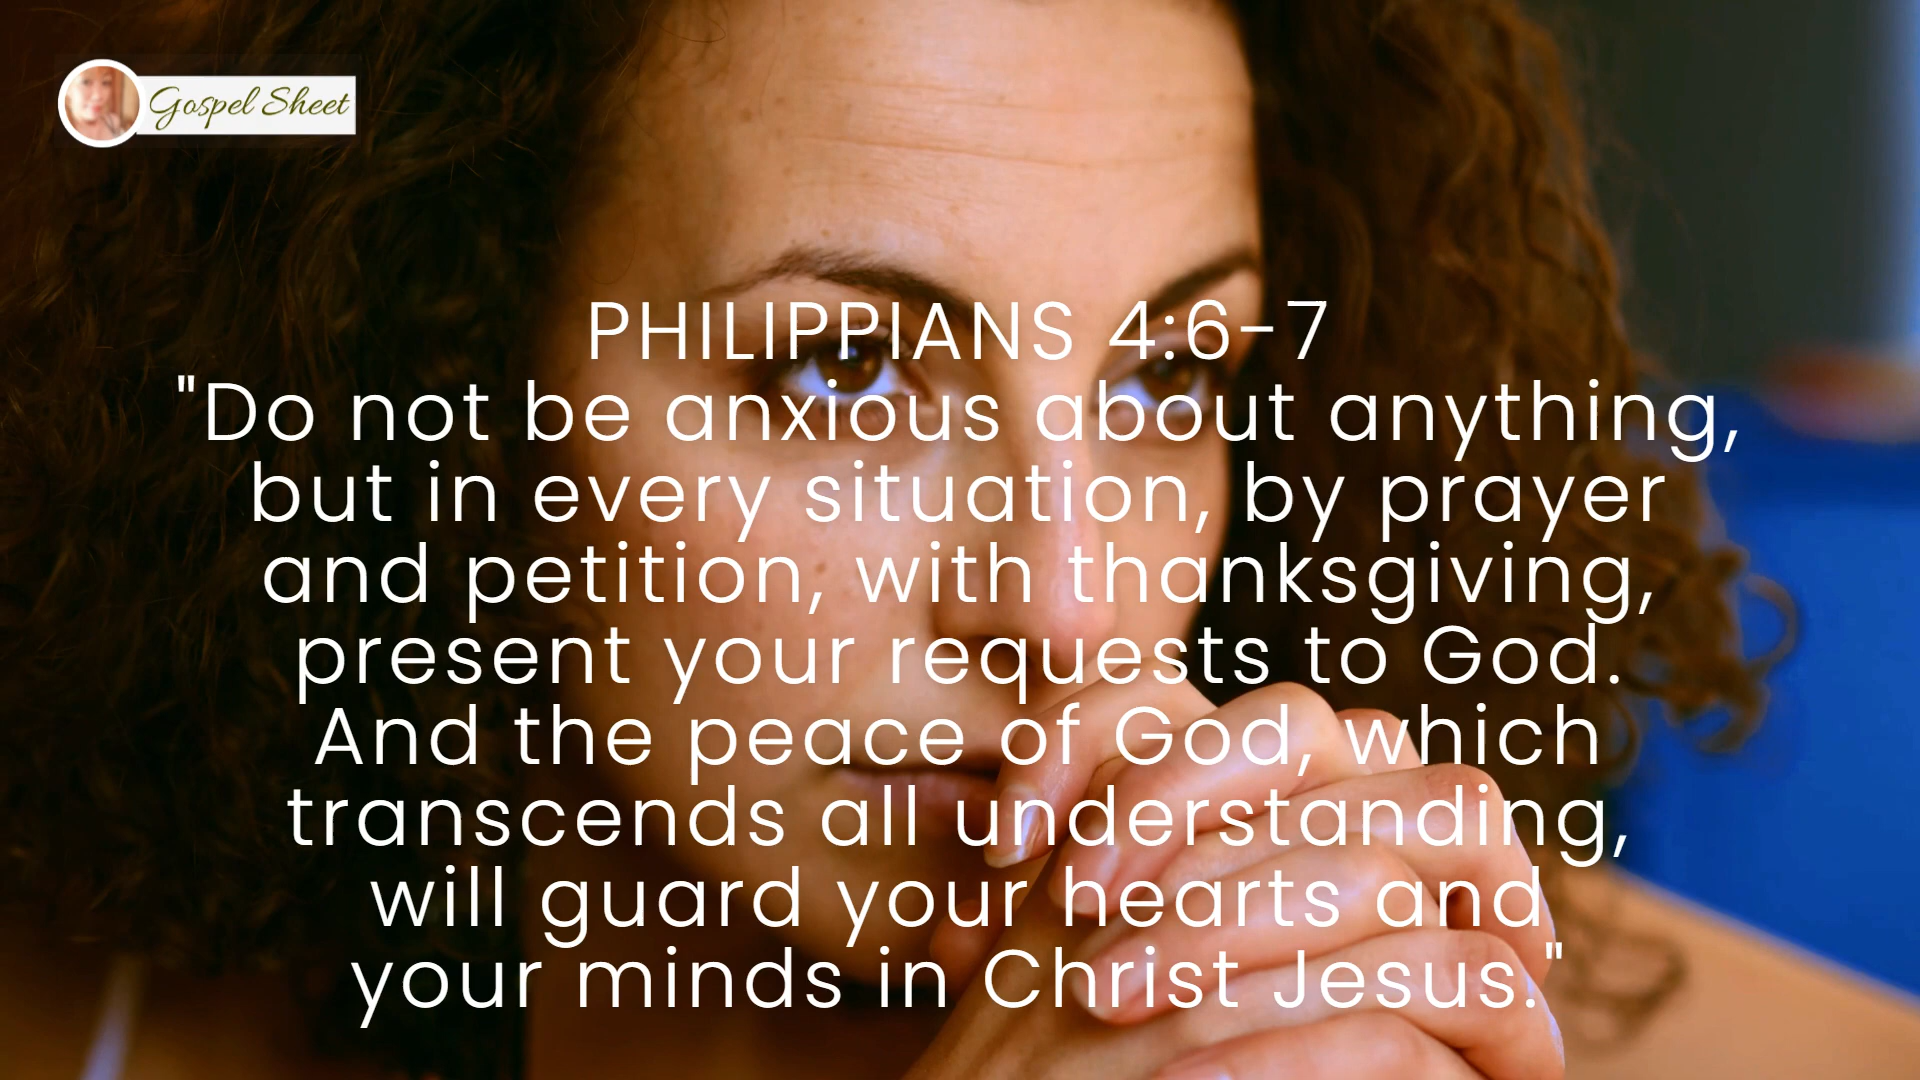 Gospel Sheet
PHILIPPIANS 4:6-7
"Do not be anxious about anything,
but in every situation, by prayer
and petition, with thanksgiving,
present your requests to God.
And the peace of God, which
transcends all understanding,
will guard your hearts and
your minds in Christ Jesus."